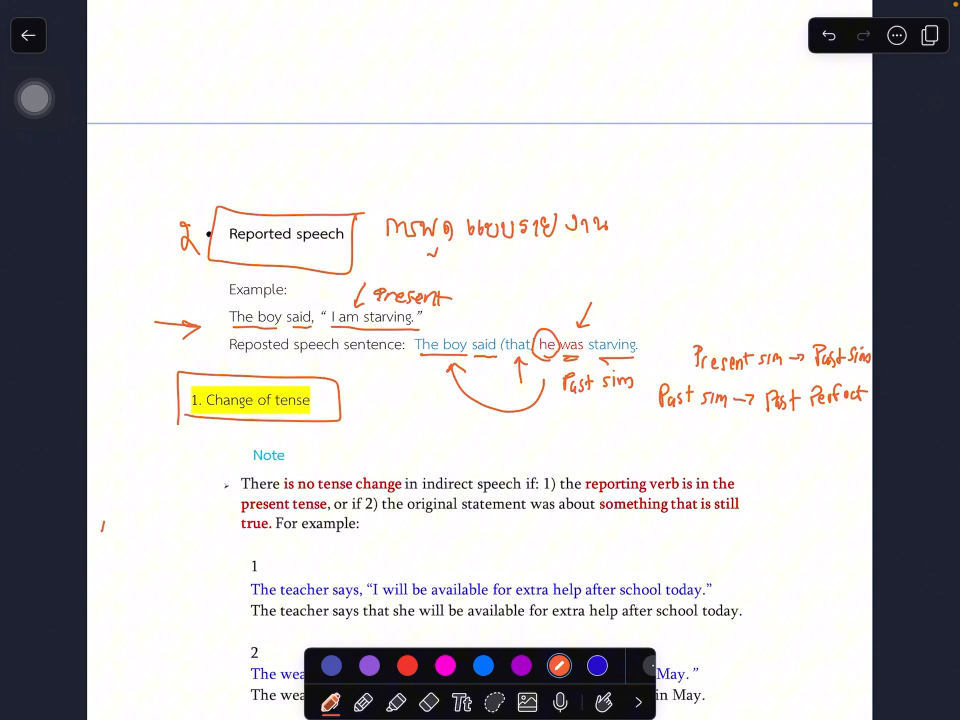 2 • Reported speech การพูดแบบรายงาน
Example:
Present
The boy said, “ I am starving.”
Reposted speech sentence: The boy said (that) he was starving.
Past sim
Present sim → Past sim
Past sim → Past Perfect
1. Change of tense
Note
➢ There is no tense change in indirect speech if: 1) the reporting verb is in the
present tense, or if 2) the original statement was about something that is still
true. For example:
1
The teacher says, “I will be available for extra help after school today.”
The teacher says that she will be available for extra help after school today.
2
The wea May. ”
The wea in May.
Tt